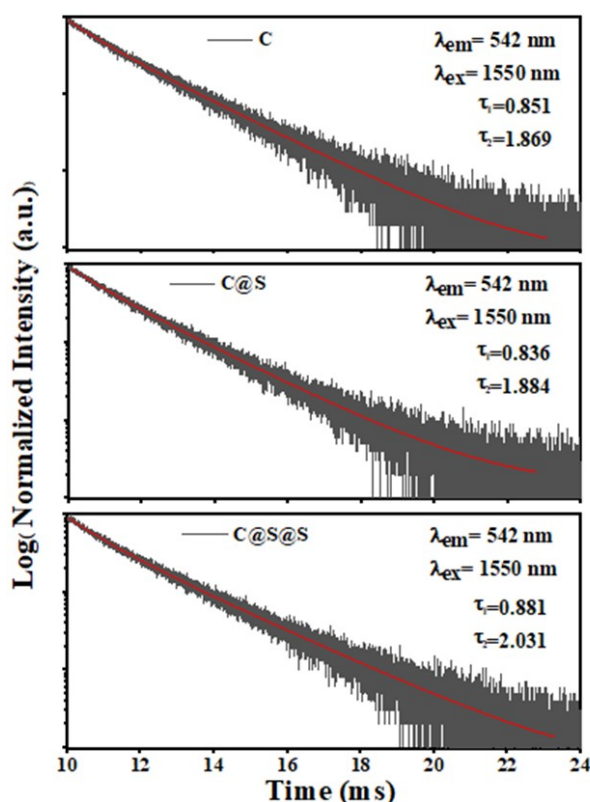 Log(Normalized Intensity (a.u.))
C
λem= 542 nm
λex= 1550 nm
τ1=0.851
τ2=1.869
C@S
λem= 542 nm
λex= 1550 nm
τ1=0.836
τ2=1.884
C@S@S
λem= 542 nm
λex= 1550 nm
τ1=0.881
τ2=2.031
10 12 14 16 18 20 22 24
Time (ms)